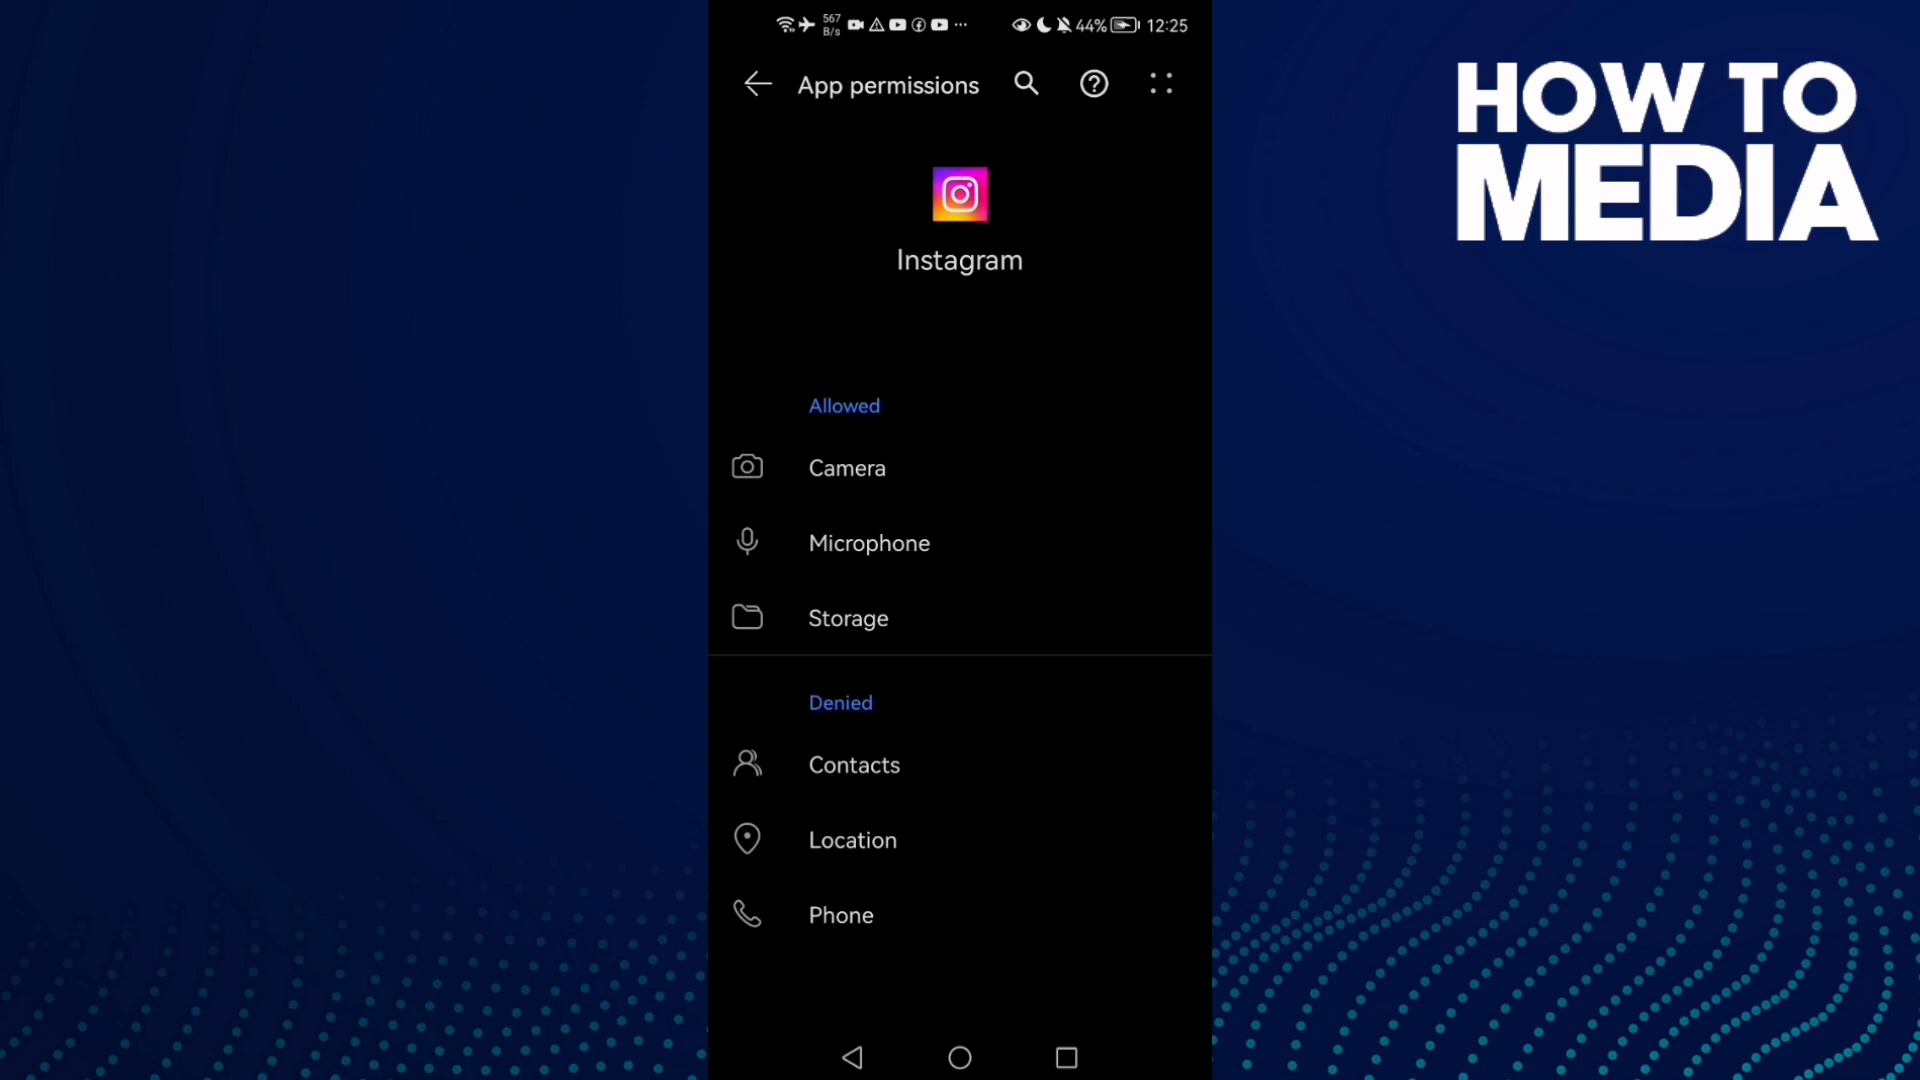 567
B/s
44% 12:25
App permissions
HOW TO
MEDIA
Instagram
Allowed
Camera
Microphone
Storage
Denied
Contacts
Location
Phone